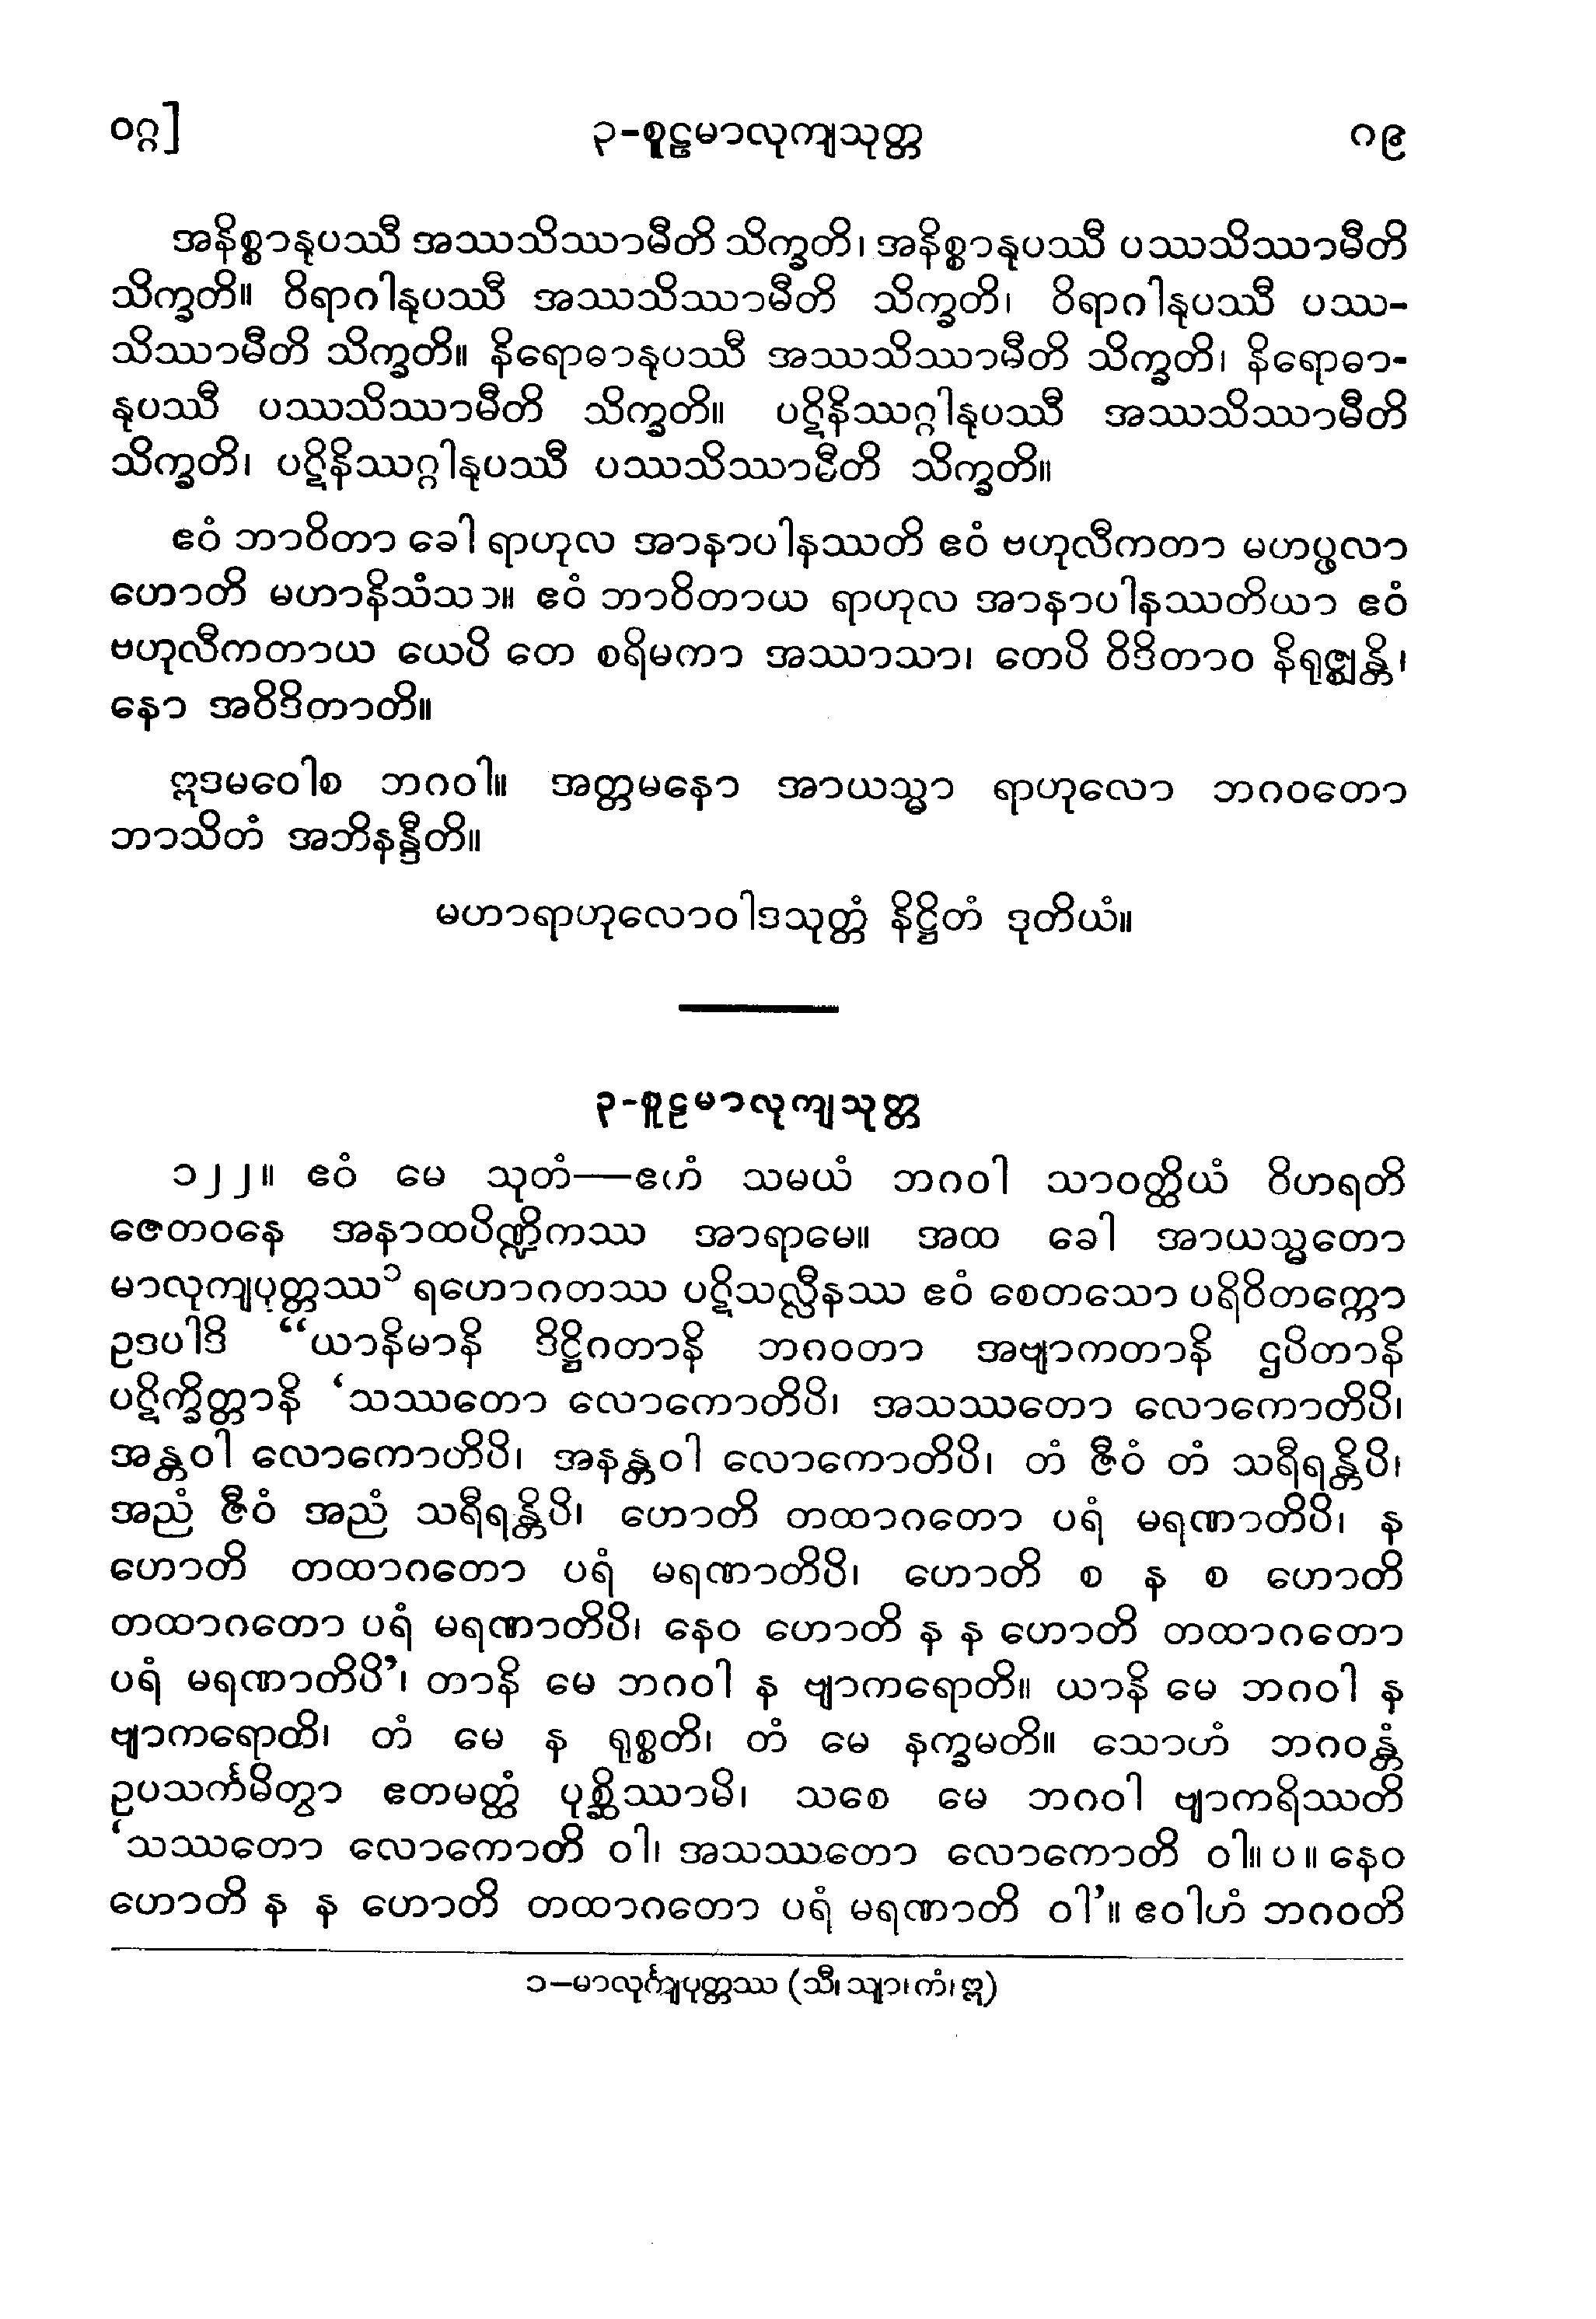 ဝဂ္ဂ]
၃-စူဠမာလုကျသုတ္တ
၈၉
အနိစ္စာနုပဿီ အဿသိဿာမီတိ သိက္ခတိ၊ အနိစ္စာနုပဿီ ပဿသိဿာမီတိ
သိက္ခတိ။ ဝိရာဂါနုပဿီ အဿသိဿာမီတိ သိက္ခတိ၊ ဝိရာဂါနုပဿီ ပဿ-
သိဿာမီတိ သိက္ခတိ။ နိရောဓာနုပဿီ အဿသိဿာမီတိ သိက္ခတိ၊ နိရောဓာ-
နုပဿီ ပဿသိဿာမီတိ သိက္ခတိ။ ပဋိနိဿဂ္ဂါနုပဿီ အဿသိဿာမီတိ
သိက္ခတိ၊ ပဋိနိဿဂ္ဂါနုပဿီ ပဿသိဿာမီတိ သိက္ခတိ။
ဧဝံ ဘာဝိတာ ခေါ ရာဟုလ အာနာပါနဿတိ ဧဝံ ဗဟုလီကတာ မဟပ္ဖလာ
ဟောတိ မဟာနိသံသာ။ ဧဝံ ဘာဝိတာယ ရာဟုလ အာနာပါနဿတိယာ ဧဝံ
ဗဟုလီကတာယ ယေပိ တေ စရိမကာ အဿာသာ၊ တေပိ ဝိဒိတာဝ နိရုဇ္ဈန္တိ၊
နော အဝိဒိတာတိ။
ဣဒမဝေါစ ဘဂဝါ။ အတ္တမနော အာယသ္မာ ရာဟုလော ဘဂဝတော
ဘာသိတံ အဘိနန္ဒီတိ။
မဟာရာဟုလောဝါဒသုတ္တံ နိဋ္ဌိတံ ဒုတိယံ။
၃-စူဠမာလုကျသုတ္တ
၁၂၂။ ဧဝံ မေ သုတံ—ဧကံ သမယံ ဘဂဝါ သာဝတ္ထိယံ ဝိဟရတိ
ဇေတဝနေ အနာထပိဏ္ဍိကဿ အာရာမေ။ အထ ခေါ အာယသ္မတော
မာလုကျပုတ္တဿ၁ ရဟောဂတဿ ပဋိသလ္လီနဿ ဧဝံ စေတသော ပရိဝိတက္ကော
ဥဒပါဒိ “ယာနိမာနိ ဒိဋ္ဌိဂတာနိ ဘဂဝတာ အဗျာကတာနိ ဌပိတာနိ
ပဋိက္ခိတ္တာနိ ‘သဿတော လောကောတိပိ၊ အသဿတော လောကောတိပိ၊
အန္တဝါ လောကောတိပိ၊ အနန္တဝါ လောကောတိပိ၊ တံ ဇီဝံ တံ သရီရန္တိပိ၊
အညံ ဇီဝံ အညံ သရီရန္တိပိ၊ ဟောတိ တထာဂတော ပရံ မရဏာတိပိ၊ န
ဟောတိ တထာဂတော ပရံ မရဏာတိပိ၊ ဟောတိ စ န စ ဟောတိ
တထာဂတော ပရံ မရဏာတိပိ၊ နေဝ ဟောတိ န န ဟောတိ တထာဂတော
ပရံ မရဏာတိပိ’၊ တာနိ မေ ဘဂဝါ န ဗျာကရောတိ။ ယာနိ မေ ဘဂဝါ န
ဗျာကရောတိ၊ တံ မေ န ရုစ္စတိ၊ တံ မေ နက္ခမတိ။ သောဟံ ဘဂဝန္တံ
ဥပသင်္ကမိတွာ ဧတမတ္ထံ ပုစ္ဆိဿာမိ၊ သစေ မေ ဘဂဝါ ဗျာကရိဿတိ
‘သဿတော လောကောတိ ဝါ၊ အသဿတော လောကောတိ ဝါ။ ပ ။ နေဝ
ဟောတိ န န ဟောတိ တထာဂတော ပရံ မရဏာတိ ဝါ’။ ဧဝါဟံ ဘဂဝတိ
၁—မာလုင်္ကျပုတ္တဿ (သီ၊ သျာ၊ ကံ၊ ဣ)